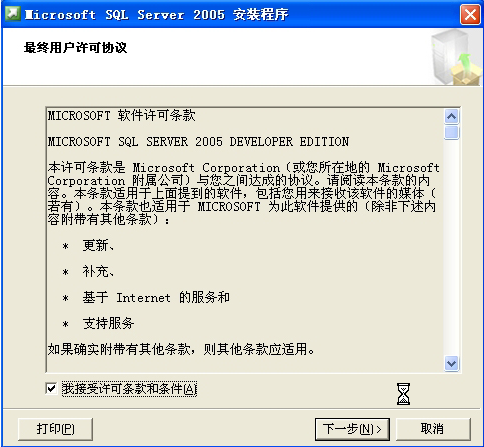 Microsoft SQL Server 2005 安装程序
最终用户许可协议
MICROSOFT 软件许可条款
MICROSOFT SQL SERVER 2005 DEVELOPER EDITION
本许可条款是 Microsoft Corporation（或您所在地的 Microsoft
Corporation 附属公司）与您之间达成的协议。请阅读本条款的内
容。本条款适用于上面提到的软件，包括您用来接收该软件的媒体（
若有）。本条款也适用于 MICROSOFT 为此软件提供的（除非下述内
容附带有其他条款）：
* 更新、
* 补充、
* 基于 Internet 的服务和
* 支持服务
如果确实附带有其他条款，则其他条款应适用。
我接受许可条款和条件(A)
打印(P)
下一步(N)>
取消